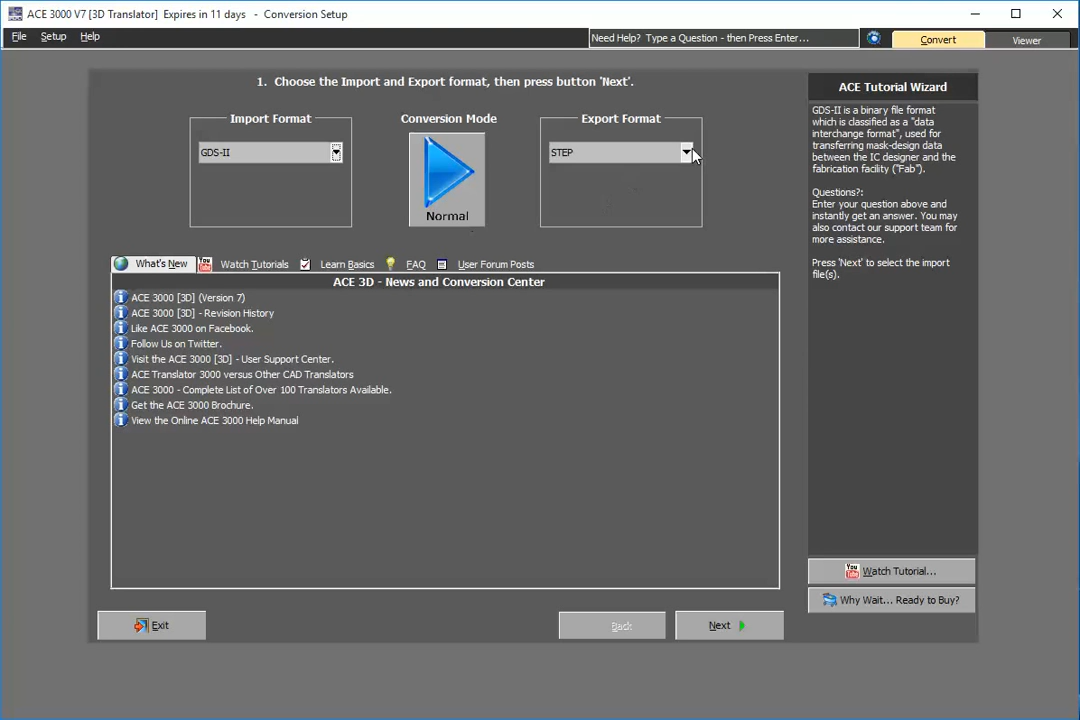 ACE 3000 V7 [3D Translator] Expires in 11 days - Conversion Setup
File Setup Help
Need Help? Type a Question - then Press Enter...
Convert
Viewer
1. Choose the Import and Export format, then press button 'Next'.
Import Format
GDS-II
Conversion Mode
Normal
Export Format
STEP
What's New
You Tube
Watch Tutorials
Learn Basics
FAQ
User Forum Posts
ACE 3D - News and Conversion Center
ACE 3000 [3D] (Version 7)
ACE 3000 [3D] - Revision History
Like ACE 3000 on Facebook.
Follow Us on Twitter.
Visit the ACE 3000 [3D] - User Support Center.
ACE Translator 3000 versus Other CAD Translators
ACE 3000 - Complete List of Over 100 Translators Available.
Get the ACE 3000 Brochure.
View the Online ACE 3000 Help Manual
Exit
Back
Next
ACE Tutorial Wizard
GDS-II is a binary file format
which is classified as a "data
interchange format", used for
transferring mask-design data
between the IC designer and the
fabrication facility ("Fab").
Questions?:
Enter your question above and
instantly get an answer. You may
also contact our support team for
more assistance.
Press 'Next' to select the import
file(s).
You Tube
Watch Tutorial...
Why Wait... Ready to Buy?